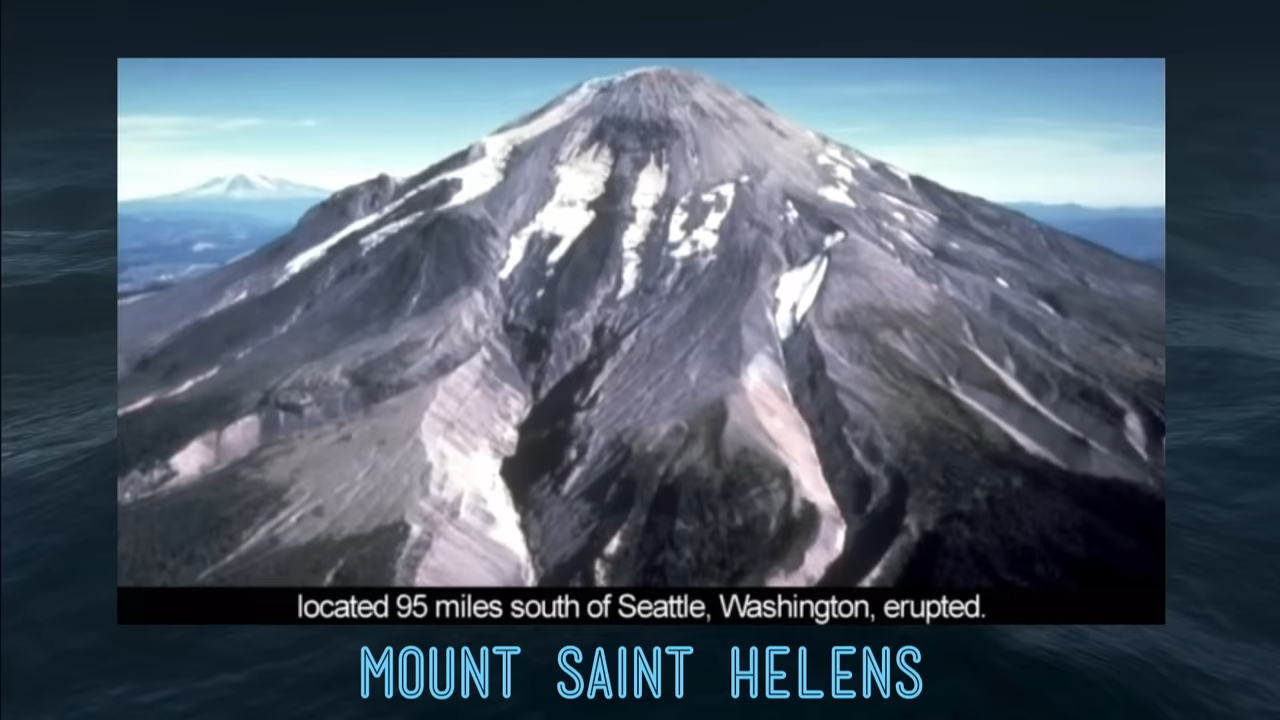 located 95 miles south of Seattle, Washington, erupted.
MOUNT SAINT HELENS